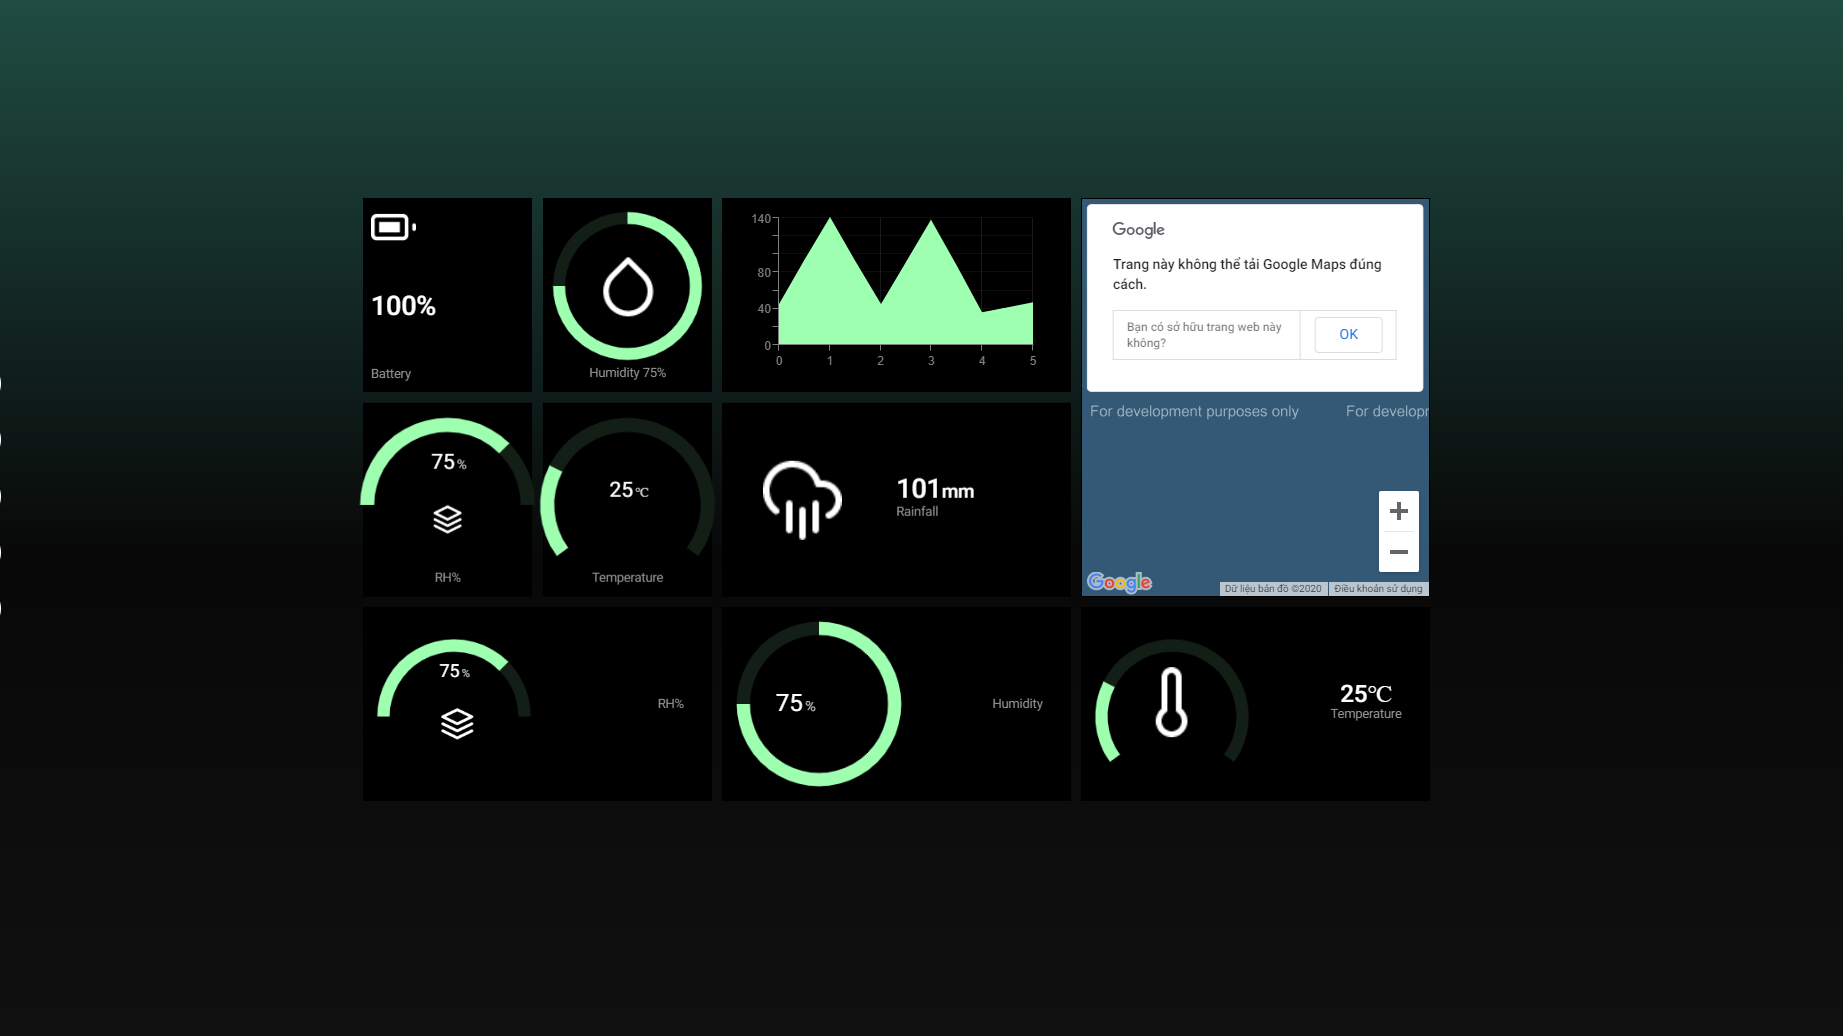 100%
Battery
Humidity 75%
140
80
40
0
0 1 2 3 4 5
Google
Trang này không thể tải Google Maps đúng
cách.
Bạn có sở hữu trang web này
không?
OK
For development purposes only
For developm
Google
Dữ liệu bản đồ ©2020
Điều khoản sử dụng
75%
RH%
25℃
Temperature
101mm
Rainfall
75%
RH%
75%
Humidity
25℃
Temperature